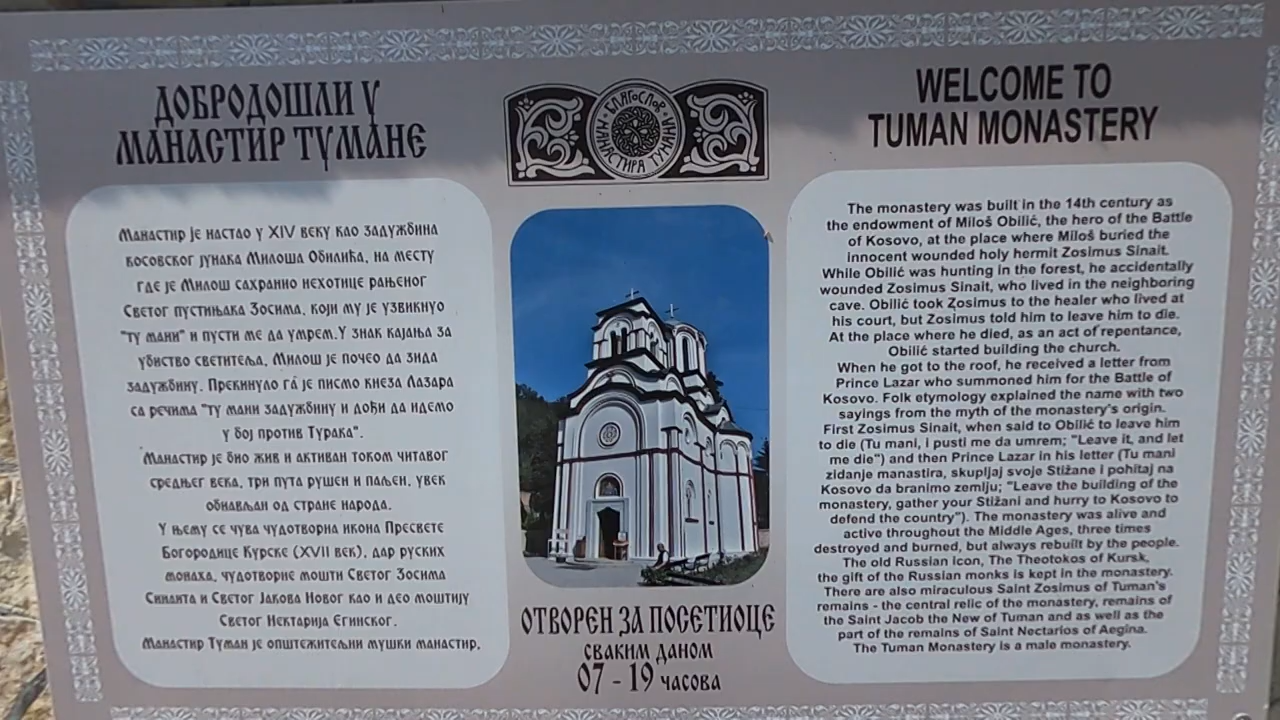 ДОБРОДОШЛИ У
МАНАСТИР ТУМАНЕ
Манастир је настао у XIV веку као задужбина
косовског јунака Милоша Обилића, на месту
где је Милош сахранио нехотице рањеног
Светог пустињака Зосима, који му је узвикнуо
"ту мани" и пусти ме да умрем.У знак кајања за
убиство светитеља, Милош је почео да зида
задужбину. Прекинуло га је писмо кнеза Лазара
са речима "ту мани задужбину и дођи да идемо
у бој против Турака".
Манастир је био жив и активан током читавог
средњег века, три пута рушен и паљен, увек
обнављан од стране народа.
У њему се чува чудотворна икона Пресвете
Богородице Курске (XVII век), дар руских
монаха, чудотворне мошти Светог Зосима
Синаита и Светог Јакова Новог као и део моштију
Светог Нектарија Егинског.
Манастир Туман је општежитељни мушки манастир.
БЛАГОСЛОВ
МАНАСТИРА ТУМАНИ
ОТВОРЕН ЗА ПОСЕТИОЦЕ
СВАКИМ ДАНОМ
07 - 19 часова
WELCOME TO
TUMAN MONASTERY
The monastery was built in the 14th century as
the endowment of Miloš Obilić, the hero of the Battle
of Kosovo, at the place where Miloš buried the
innocent wounded holy hermit Zosimus Sinait.
While Obilić was hunting in the forest, he accidentally
wounded Zosimus Sinait, who lived in the neighboring
cave. Obilić took Zosimus to the healer who lived at
his court, but Zosimus told him to leave him to die.
At the place where he died, as an act of repentance,
Obilić started building the church.
When he got to the roof, he received a letter from
Prince Lazar who summoned him for the Battle of
Kosovo. Folk etymology explained the name with two
sayings from the myth of the monastery's origin.
First Zosimus Sinait, when said to Obilić to leave him
to die (Tu mani, i pusti me da umrem; "Leave it, and let
me die") and then Prince Lazar in his letter (Tu mani
zidanje manastira, skupljaj svoje Stižane i pohitaj na
Kosovo da branimo zemlju; "Leave the building of the
monastery, gather your Stižani and hurry to Kosovo to
defend the country"). The monastery was alive and
active throughout the Middle Ages, three times
destroyed and burned, but always rebuilt by the people.
The old Russian icon, The Theotokos of Kursk,
the gift of the Russian monks is kept in the monastery.
There are also miraculous Saint Zosimus of Tuman's
remains - the central relic of the monastery, remains of
the Saint Jacob the New of Tuman and as well as the
part of the remains of Saint Nectarios of Aegina.
The Tuman Monastery is a male monastery.